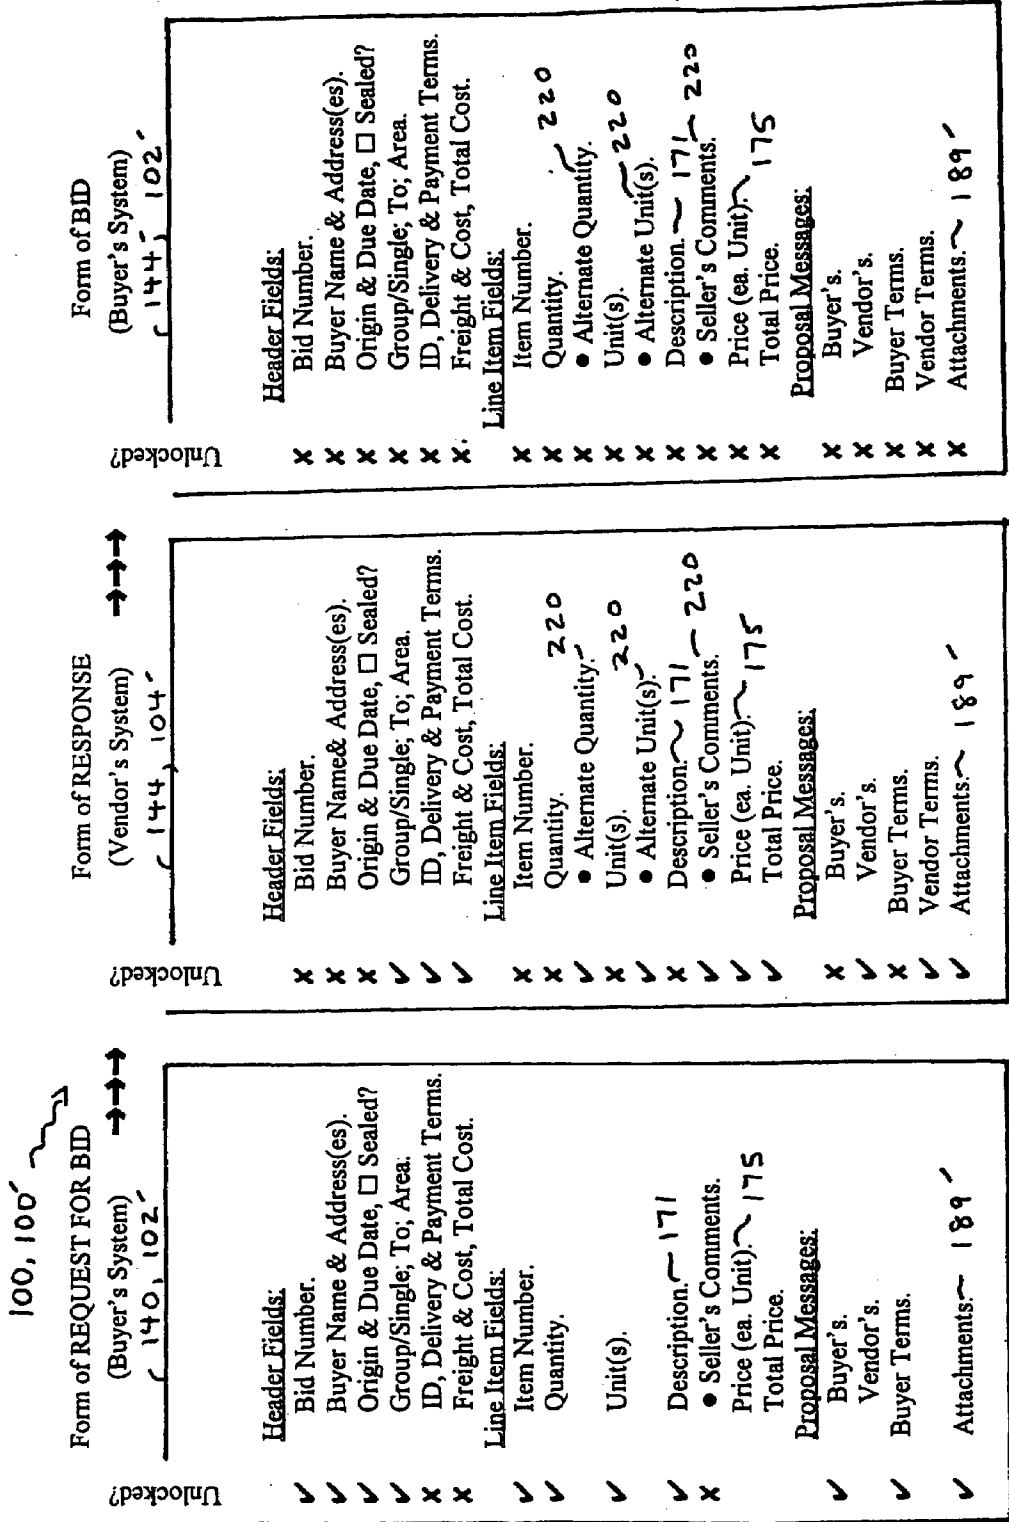 100, 100′
Form of REQUEST FOR BID
(Buyer's System) →→→
140, 102′
Unlocked?
Header Fields:
✓ Bid Number.
✓ Buyer Name & Address(es).
✓ Origin & Due Date, ☐ Sealed?
✓ Group/Single; To; Area.
x ID, Delivery & Payment Terms.
x Freight & Cost, Total Cost.
Line Item Fields:
✓ Item Number.
✓ Quantity.
✓ Unit(s).
✓ Description. 171
x • Seller's Comments.
Price (ea. Unit). 175
Total Price.
Proposal Messages:
✓ Buyer's.
Vendor's.
✓ Buyer Terms.
✓ Attachments. 189′
Form of RESPONSE
(Vendor's System) →→→
144, 104′
Unlocked?
Header Fields:
x Bid Number.
x Buyer Name& Address(es).
x Origin & Due Date, ☐ Sealed?
✓ Group/Single; To; Area.
✓ ID, Delivery & Payment Terms.
✓ Freight & Cost, Total Cost.
Line Item Fields:
x Item Number.
x Quantity. 220
✓ • Alternate Quantity.
x Unit(s). 220
✓ • Alternate Unit(s).
x Description. 171
✓ • Seller's Comments. 220
✓ Price (ea. Unit). 175
✓ Total Price.
Proposal Messages:
x Buyer's.
✓ Vendor's.
x Buyer Terms.
✓ Vendor Terms.
✓ Attachments. 189′
Form of BID
(Buyer's System)
144, 102′
Unlocked?
Header Fields:
x Bid Number.
x Buyer Name & Address(es).
x Origin & Due Date, ☐ Sealed?
x Group/Single; To; Area.
x ID, Delivery & Payment Terms.
x. Freight & Cost, Total Cost.
Line Item Fields:
x Item Number.
x Quantity. 220
x • Alternate Quantity.
x Unit(s). 220
x • Alternate Unit(s).
x Description. 171
x • Seller's Comments. 220
x Price (ea. Unit). 175
x Total Price.
Proposal Messages:
x Buyer's.
x Vendor's.
x Buyer Terms.
x Vendor Terms.
x Attachments. 189′